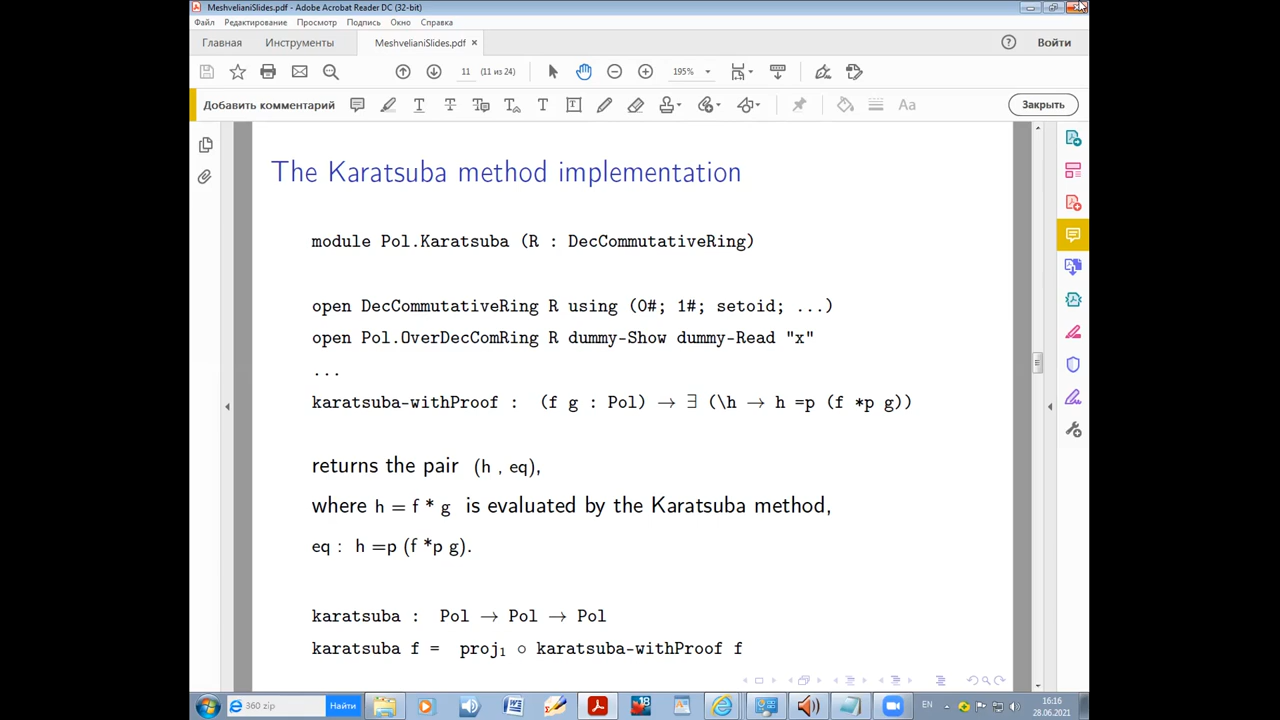 MeshvelianiSlides.pdf - Adobe Acrobat Reader DC (32-bit)
Файл Редактирование Просмотр Подпись Окно Справка
Главная Инструменты MeshvelianiSlides.pdf × Войти
11 (11 из 24) 195%
Добавить комментарий Закрыть
The Karatsuba method implementation
module Pol.Karatsuba (R : DecCommutativeRing)
open DecCommutativeRing R using (0#; 1#; setoid; ...)
open Pol.OverDecComRing R dummy-Show dummy-Read "x"
...
karatsuba-withProof : (f g : Pol) → ∃ (\h → h =p (f *p g))
returns the pair (h , eq),
where h = f * g is evaluated by the Karatsuba method,
eq : h =p (f *p g).
karatsuba : Pol → Pol → Pol
karatsuba f = proj₁ ∘ karatsuba-withProof f
360 zip Найти EN 16:16
28.06.2021